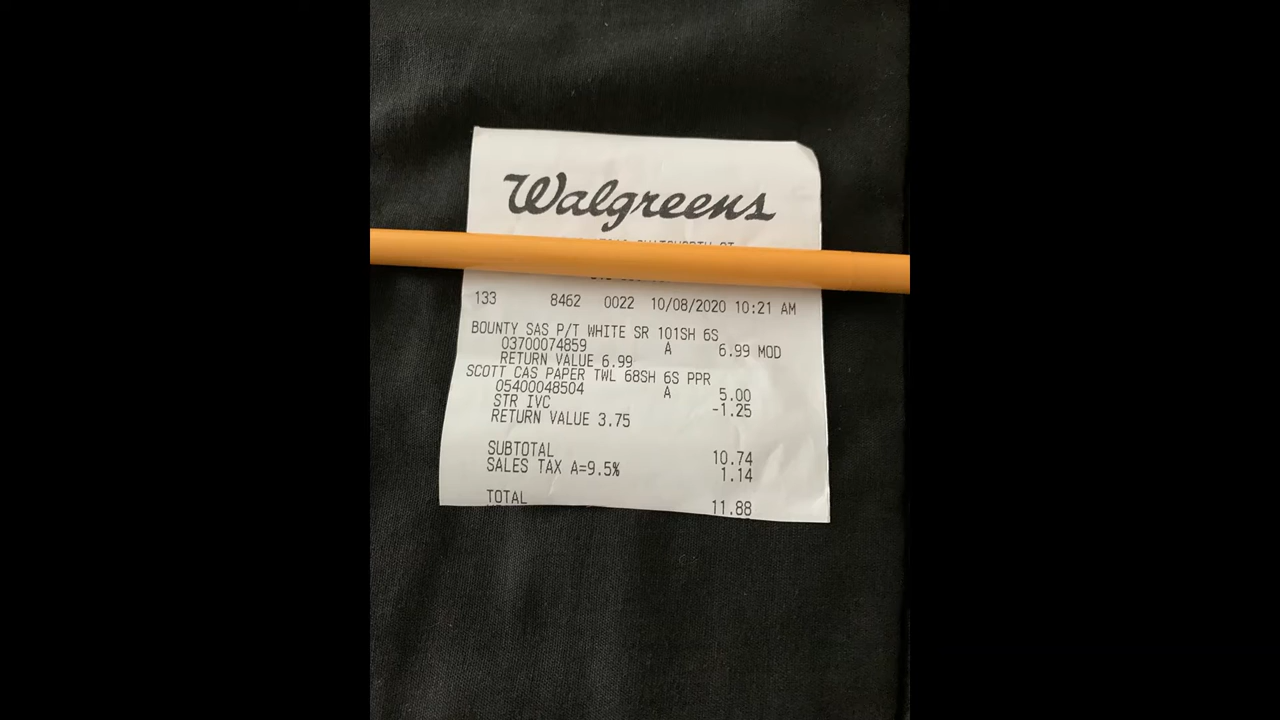 Walgreens
133 8462 0022 10/08/2020 10:21 AM
BOUNTY SAS P/T WHITE SR 101SH 6S
03700074859 A 6.99 MOD
RETURN VALUE 6.99
SCOTT CAS PAPER TWL 68SH 6S PPR
05400048504 A 5.00
STR IVC -1.25
RETURN VALUE 3.75
SUBTOTAL 10.74
SALES TAX A=9.5% 1.14
TOTAL 11.88